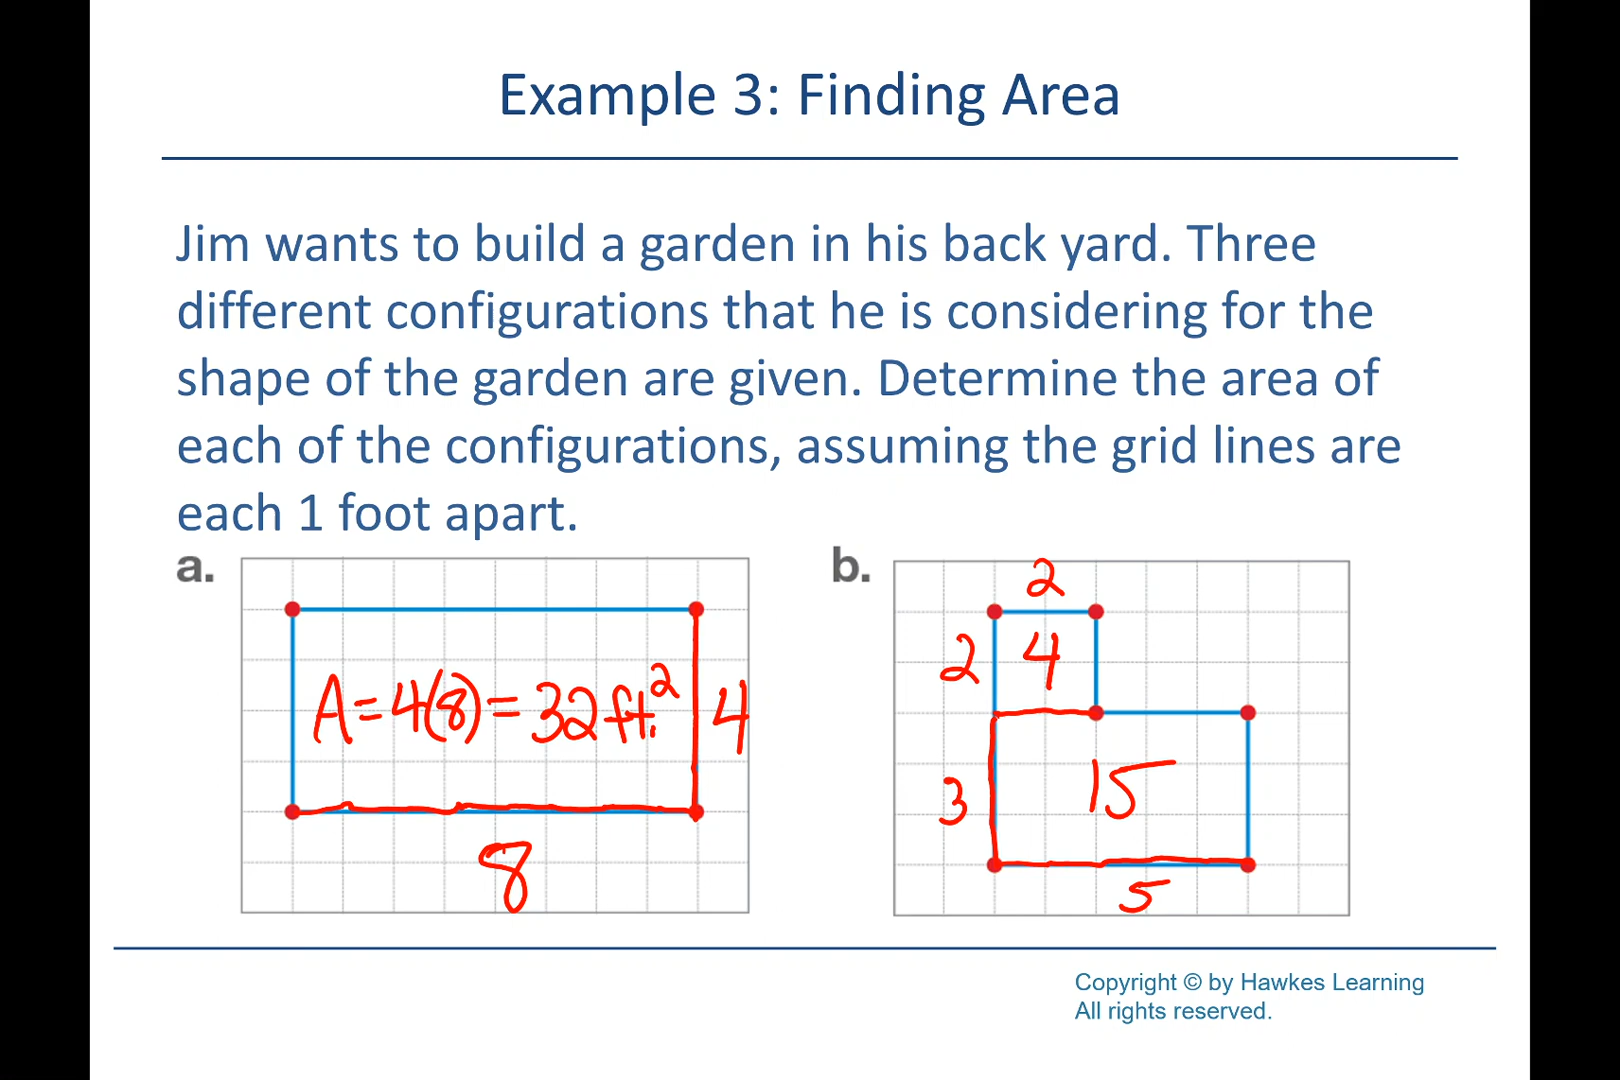 Example 3: Finding Area
Jim wants to build a garden in his back yard. Three
different configurations that he is considering for the
shape of the garden are given. Determine the area of
each of the configurations, assuming the grid lines are
each 1 foot apart.
a.
A=4(8)=32ft.²
4
8
b.
2
2
4
3
15
5
Copyright © by Hawkes Learning
All rights reserved.